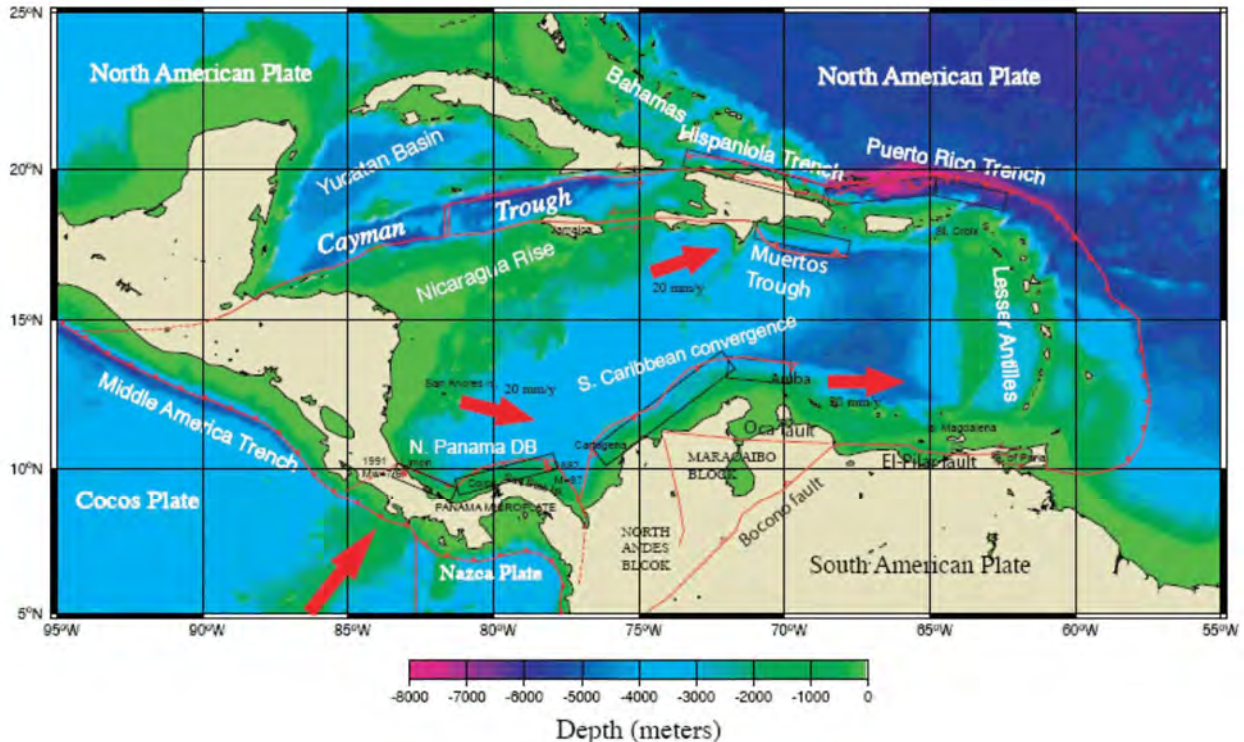 25°N
20°N
15°N
10°N
5°N
North American Plate
North American Plate
Bahamas
Hispaniola Trench
Puerto Rico Trench
Yucatan Basin
Cayman
Trough
Jamaica
St. Croix
Nicaragua Rise
20 mm/y
Muertos
Trough
Lesser Antilles
S. Caribbean convergence
Middle America Trench
San Andres
20 mm/y
Aruba
Cartagena
Oca fault
Magdalena
N. Panama DB
1991
El-Pilar fault
MARACAIBO
BLCOK
Cocos Plate
PANAMA MICROPLATE
Bocono fault
NORTH
ANDES
BLCOK
South American Plate
Nazca Plate
95°W
90°W
85°W
80°W
75°W
70°W
65°W
60°W
55°W
-8000
-7000
-6000
-5000
-4000
-3000
-2000
-1000
0
Depth (meters)